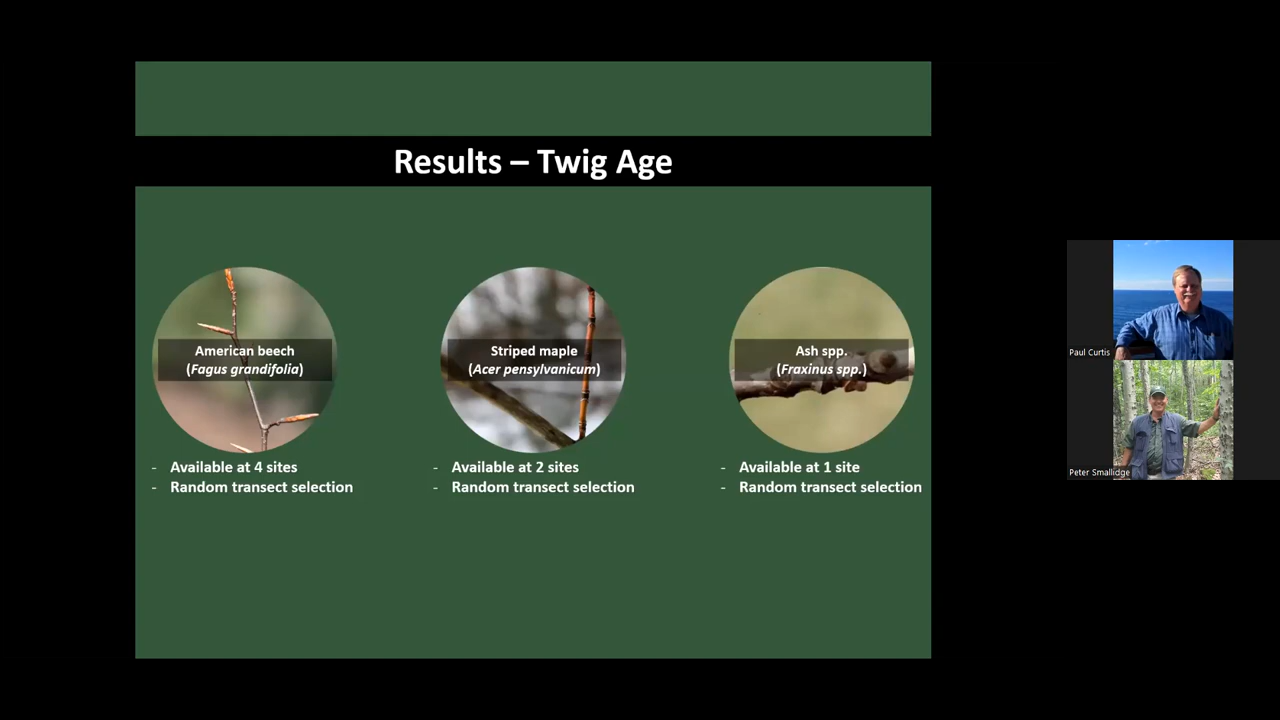 Results – Twig Age
American beech
(Fagus grandifolia)
- Available at 4 sites
- Random transect selection
Striped maple
(Acer pensylvanicum)
- Available at 2 sites
- Random transect selection
Ash spp.
(Fraxinus spp.)
- Available at 1 site
- Random transect selection
Paul Curtis
Peter Smallidge